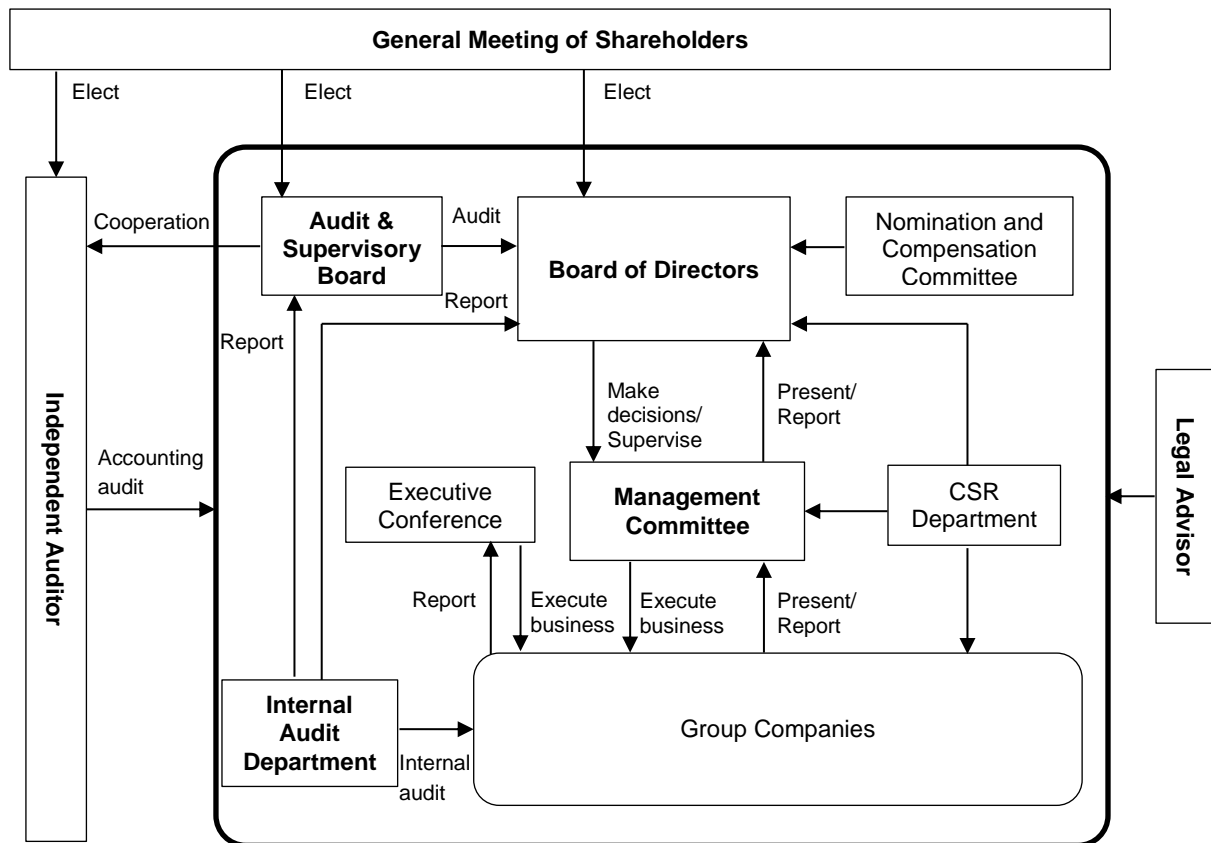 General Meeting of Shareholders
Elect
Elect
Elect
Cooperation
Audit &
Supervisory
Board
Audit
Board of Directors
Nomination and
Compensation
Committee
Report
Report
Independent Auditor
Make
decisions/
Supervise
Present/
Report
Legal Advisor
Accounting
audit
Executive
Conference
Management
Committee
CSR
Department
Report
Execute
business
Execute
business
Present/
Report
Internal
Audit
Department
Internal
audit
Group Companies